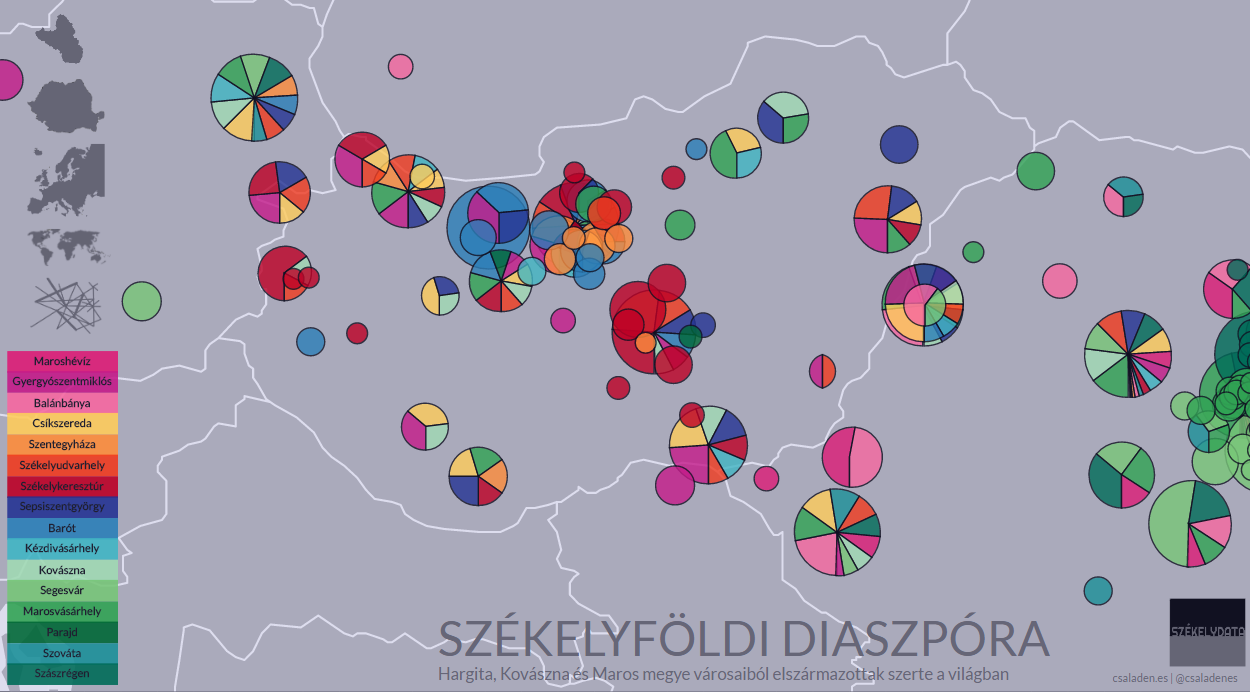 Maroshévíz
Gyergyószentmiklós
Balánbánya
Csíkszereda
Szentegyháza
Székelyudvarhely
Székelykeresztúr
Sepsiszentgyörgy
Barót
Kézdivásárhely
Kovászna
Segesvár
Marosvásárhely
Parajd
Szováta
Szászrégen
SZÉKELYFÖLDI DIASZPÓRA
Hargita, Kovászna és Maros megye városaiból elszármazottak szerte a világban
SZÉKELYDATA
csaladen.es | @csaladenes